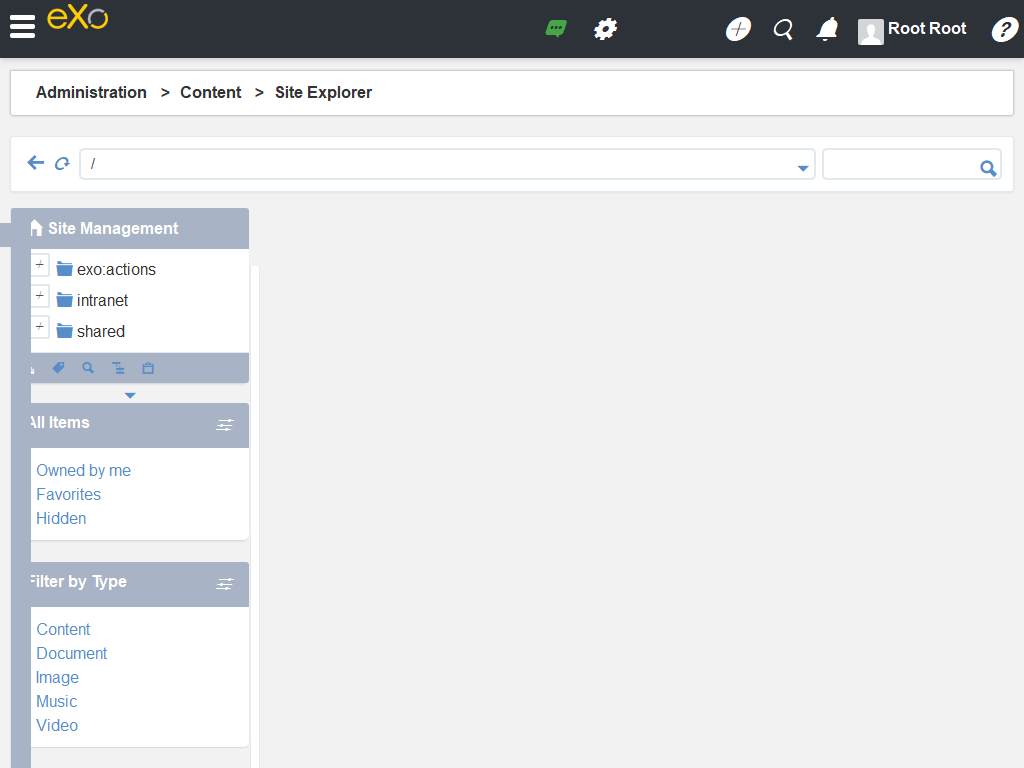 eXo
Root Root
?
Administration > Content > Site Explorer
/
Site Management
exo:actions
intranet
shared
All Items
Owned by me
Favorites
Hidden
Filter by Type
Content
Document
Image
Music
Video